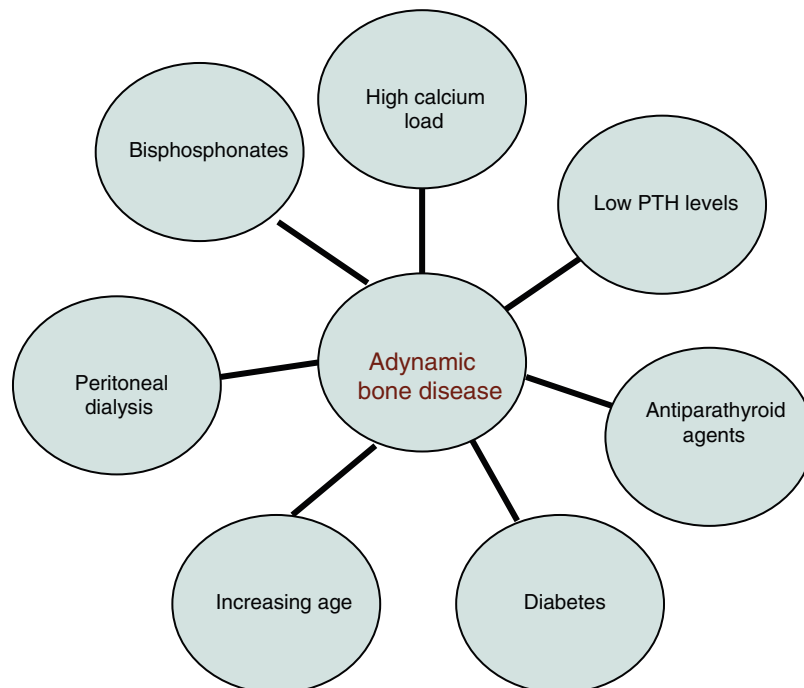 High calcium
load
Bisphosphonates
Low PTH levels
Adynamic
bone disease
Peritoneal
dialysis
Antiparathyroid
agents
Increasing age
Diabetes